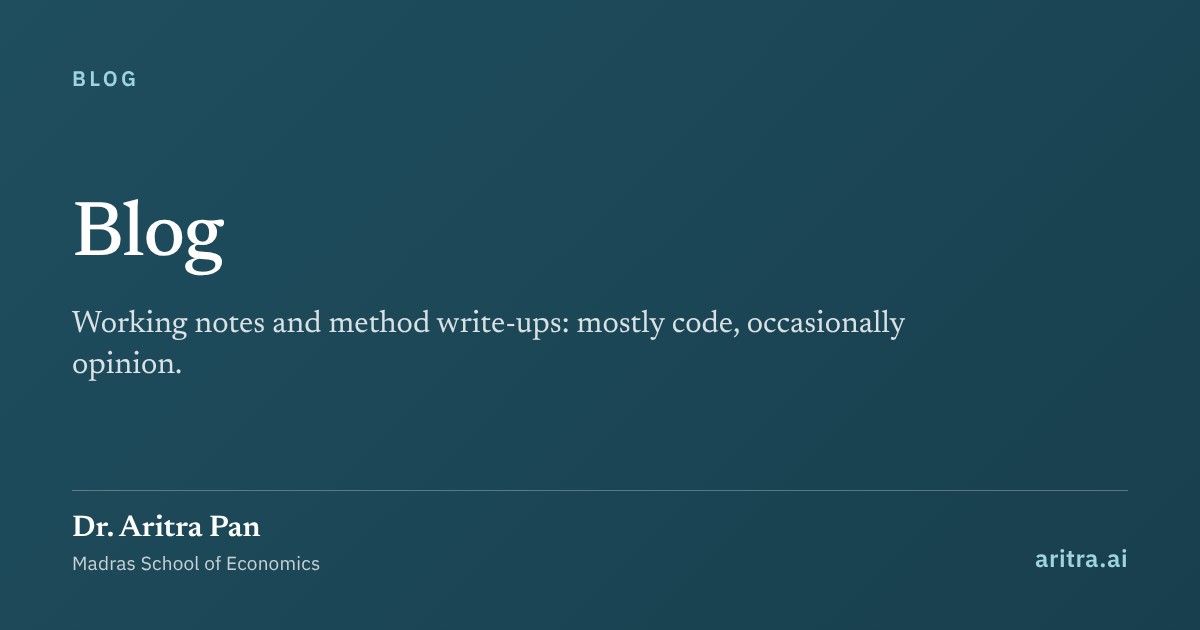 BLOG
Blog
Working notes and method write-ups: mostly code, occasionally
opinion.
Dr. Aritra Pan
Madras School of Economics
aritra.ai